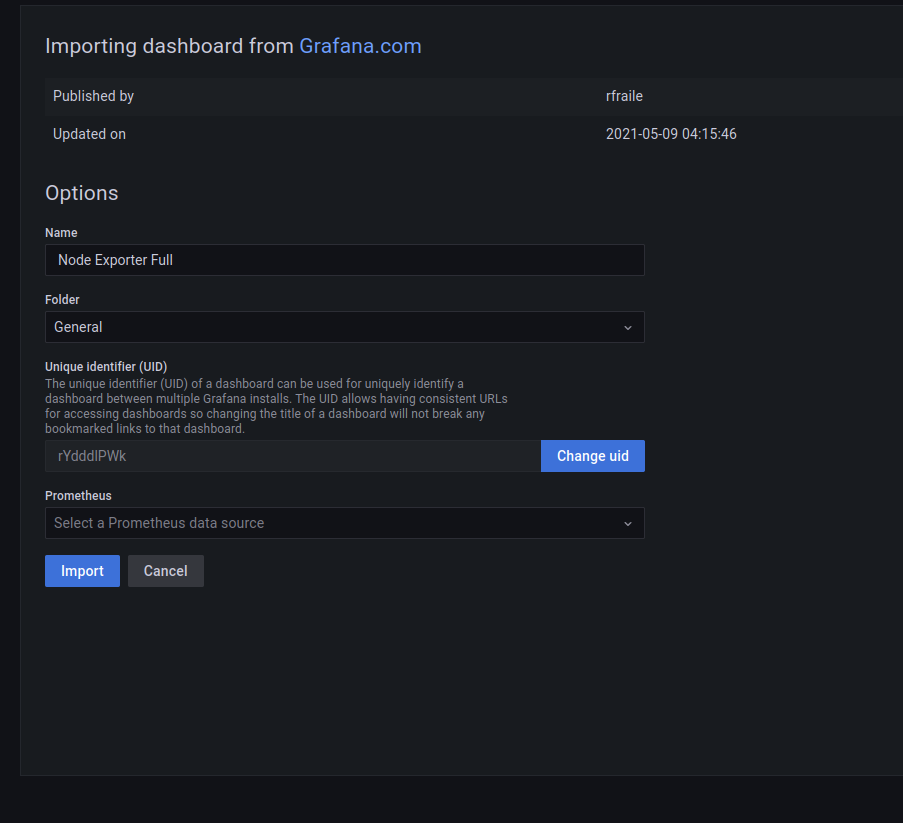 Importing dashboard from Grafana.com
Published by rfraile
Updated on 2021-05-09 04:15:46
Options
Name
Node Exporter Full
Folder
General
Unique identifier (UID)
The unique identifier (UID) of a dashboard can be used for uniquely identify a
dashboard between multiple Grafana installs. The UID allows having consistent URLs
for accessing dashboards so changing the title of a dashboard will not break any
bookmarked links to that dashboard.
rYdddlPWk Change uid
Prometheus
Select a Prometheus data source
Import Cancel